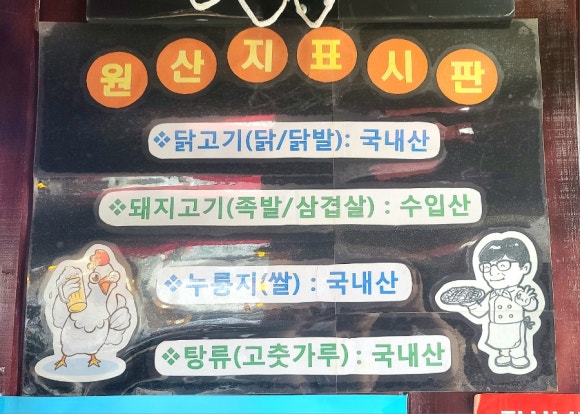 원산지표시판
❖닭고기(닭/닭발): 국내산
❖돼지고기(족발/삼겹살) : 수입산
❖누룽지(쌀) : 국내산
❖탕류(고춧가루) : 국내산